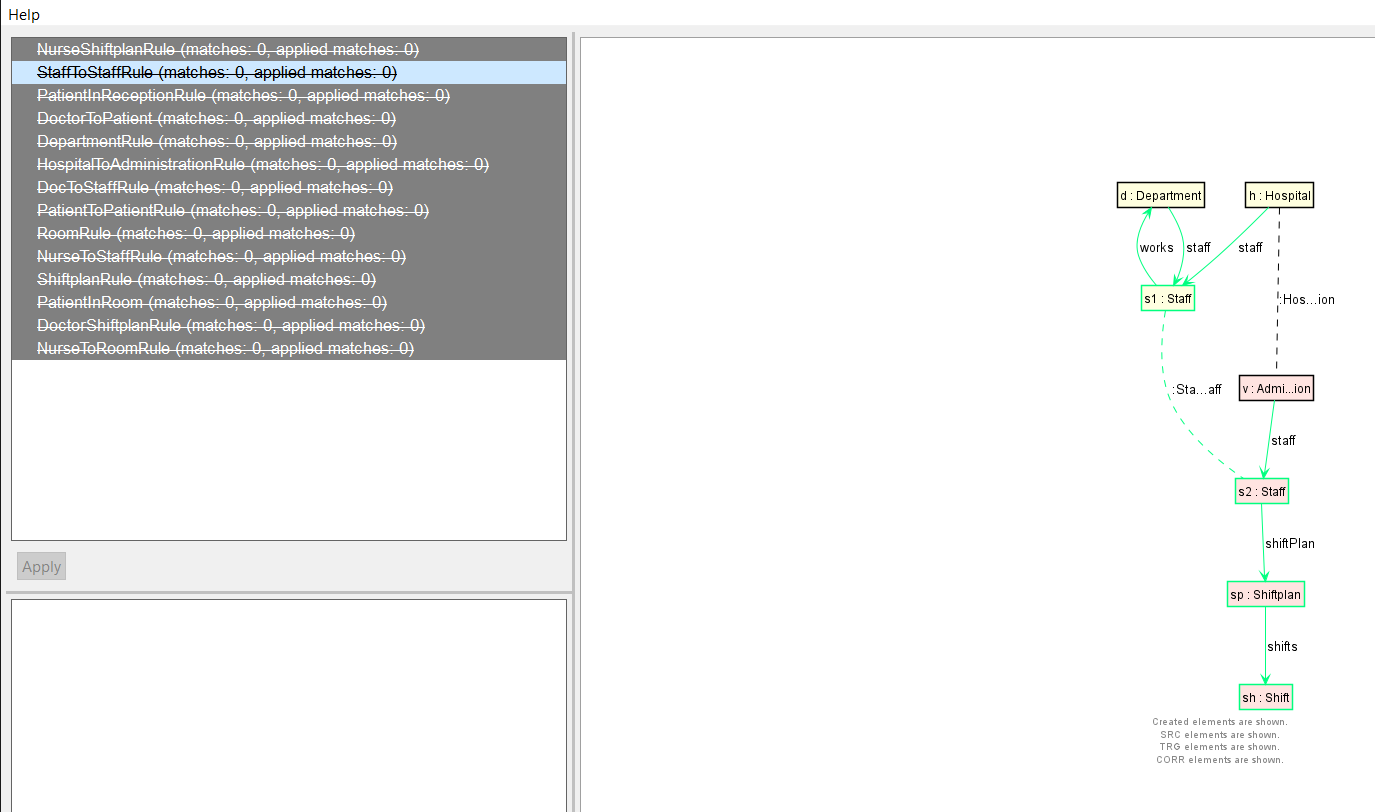 Help
NurseShiftplanRule (matches: 0, applied matches: 0)
StaffToStaffRule (matches: 0, applied matches: 0)
PatientInReceptionRule (matches: 0, applied matches: 0)
DoctorToPatient (matches: 0, applied matches: 0)
DepartmentRule (matches: 0, applied matches: 0)
HospitalToAdministrationRule (matches: 0, applied matches: 0)
DocToStaffRule (matches: 0, applied matches: 0)
PatientToPatientRule (matches: 0, applied matches: 0)
RoomRule (matches: 0, applied matches: 0)
NurseToStaffRule (matches: 0, applied matches: 0)
ShiftplanRule (matches: 0, applied matches: 0)
PatientInRoom (matches: 0, applied matches: 0)
DoctorShiftplanRule (matches: 0, applied matches: 0)
NurseToRoomRule (matches: 0, applied matches: 0)
Apply
d : Department
h : Hospital
works
staff
staff
s1 : Staff
:Hos...ion
:Sta...aff
v : Admi...ion
staff
s2 : Staff
shiftPlan
sp : Shiftplan
shifts
sh : Shift
Created elements are shown.
SRC elements are shown.
TRG elements are shown.
CORR elements are shown.